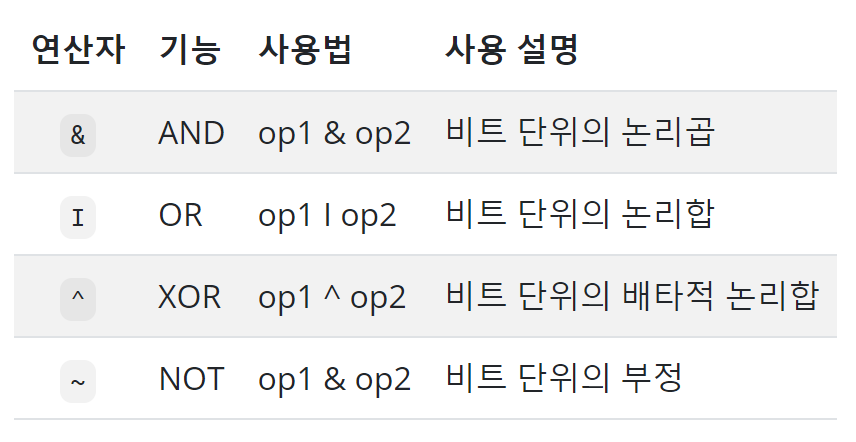 연산자 기능 사용법 사용 설명
& AND op1 & op2 비트 단위의 논리곱
I OR op1 I op2 비트 단위의 논리합
^ XOR op1 ^ op2 비트 단위의 배타적 논리합
~ NOT op1 & op2 비트 단위의 부정